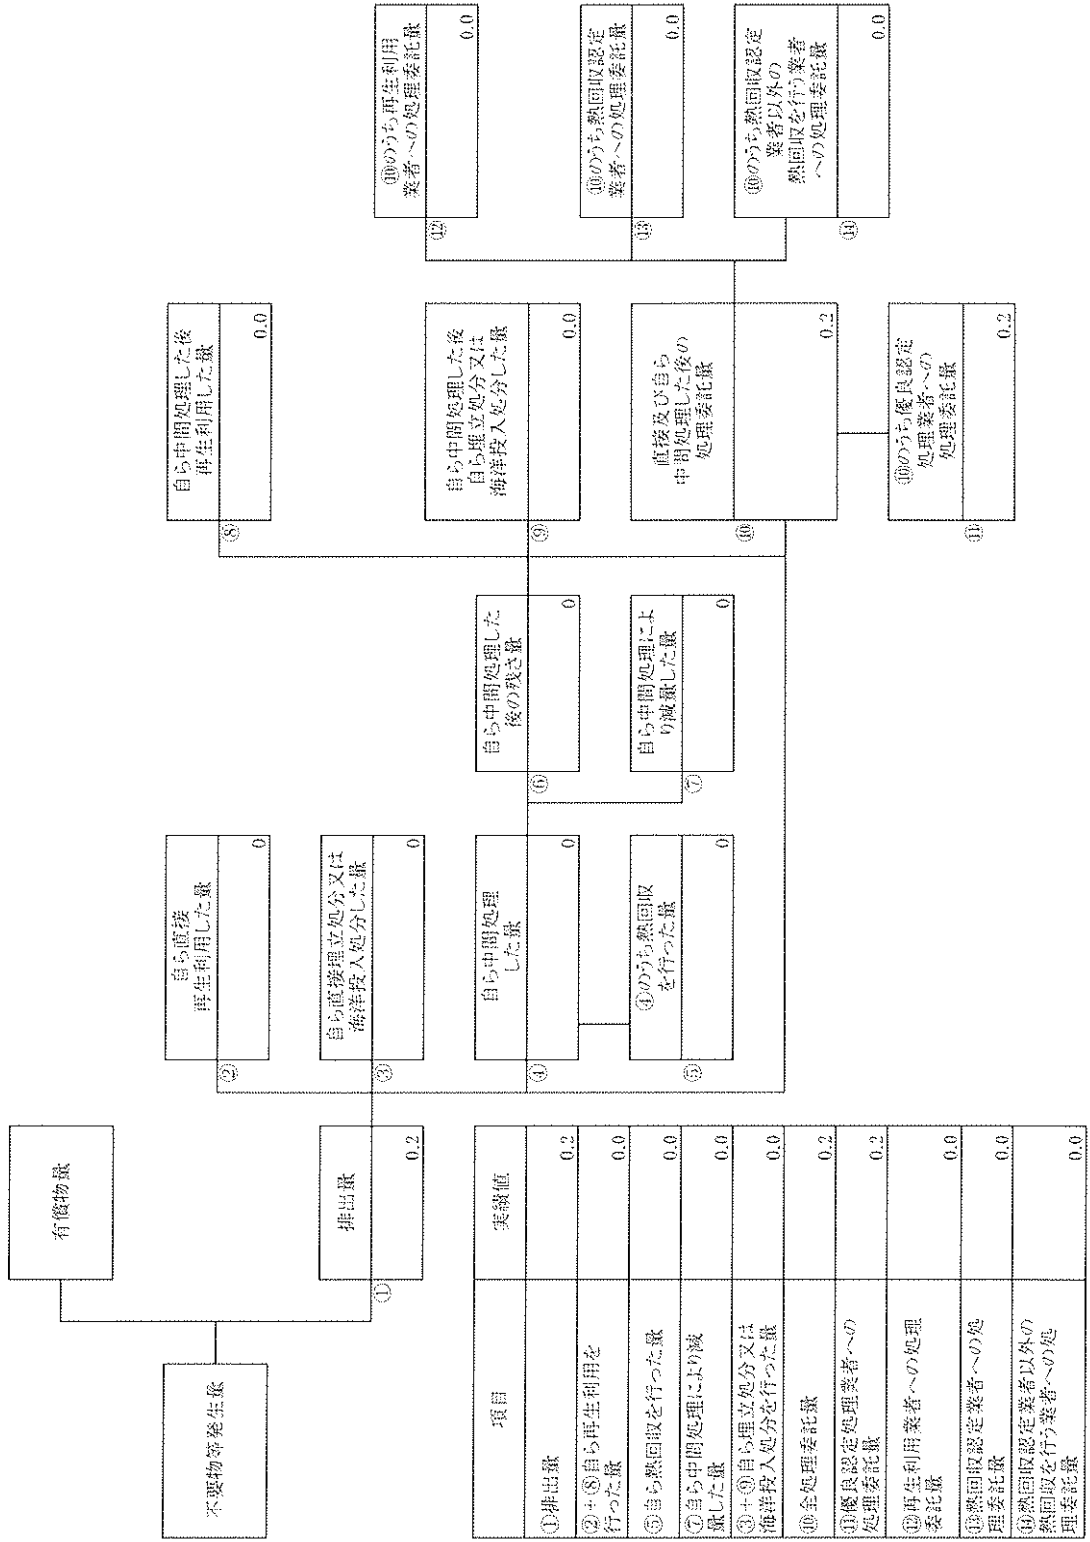 不要物等発生量
有償物量
①
排出量
0.2
②
自ら直接
再生利用した量
0
③
自ら直接埋立処分又は
海洋投入処分した量
0
④
自ら中間処理
した量
0
⑤
④のうち熱回収
を行った量
0
⑥
自ら中間処理した
後の残さ量
0
⑦
自ら中間処理によ
り減量した量
0
⑧
自ら中間処理した後
再生利用した量
0.0
⑨
自ら中間処理した後
自ら埋立処分又は
海洋投入処分した量
0.0
⑩
直接及び自ら
中間処理した後の
処理委託量
0.2
⑪
⑩のうち優良認定
処理業者への
処理委託量
0.2
⑫
⑩のうち再生利用
業者への処理委託量
0.0
⑬
⑩のうち熱回収認定
業者への処理委託量
0.0
⑭
⑩のうち熱回収認定
業者以外の
熱回収を行う業者
への処理委託量
0.0
項目 実績値
①排出量 0.2
②+⑧自ら再生利用を
行った量 0.0
⑤自ら熱回収を行った量 0.0
⑦自ら中間処理により減
量した量 0.0
③+⑨自ら埋立処分又は
海洋投入処分を行った量 0.0
⑩全処理委託量 0.2
⑪優良認定処理業者への
処理委託量 0.2
⑫再生利用業者への処理
委託量 0.0
⑬熱回収認定業者への処
理委託量 0.0
⑭熱回収認定業者以外の
熱回収を行う業者への処
理委託量 0.0